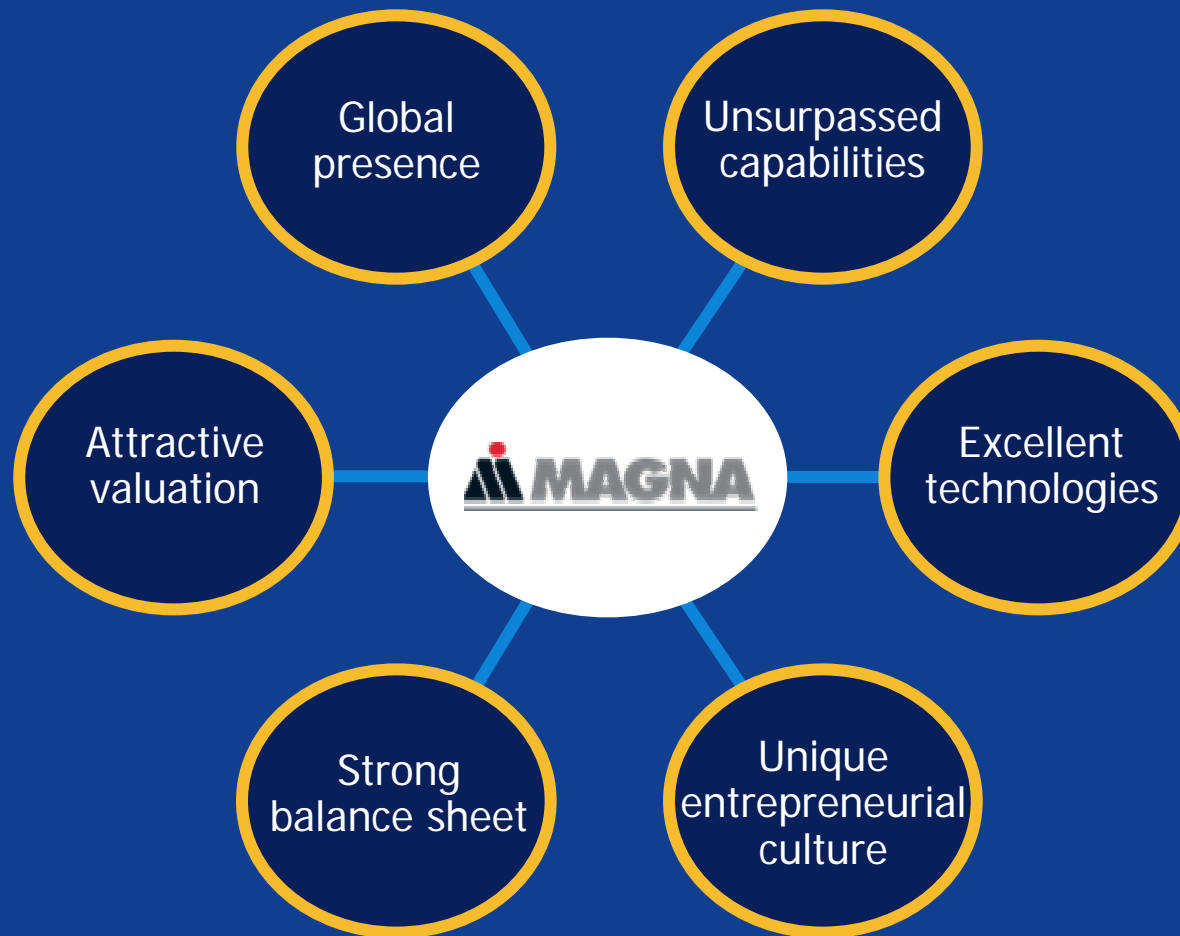 Global
presence
Unsurpassed
capabilities
Attractive
valuation
MAGNA
Excellent
technologies
Strong
balance sheet
Unique
entrepreneurial
culture